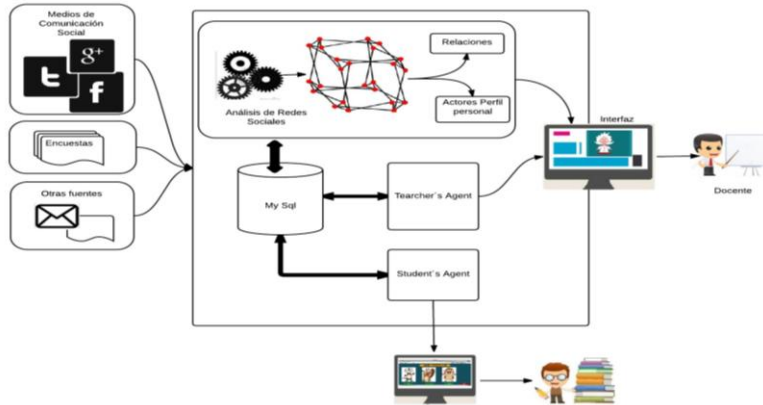 Medios de
Comunicación
Social
g+
t
f
Encuestas
Otras fuentes
Análisis de Redes
Sociales
Relaciones
Actores Perfil
personal
My Sql
Tearcher´s Agent
Student´s Agent
Interfaz
Docente